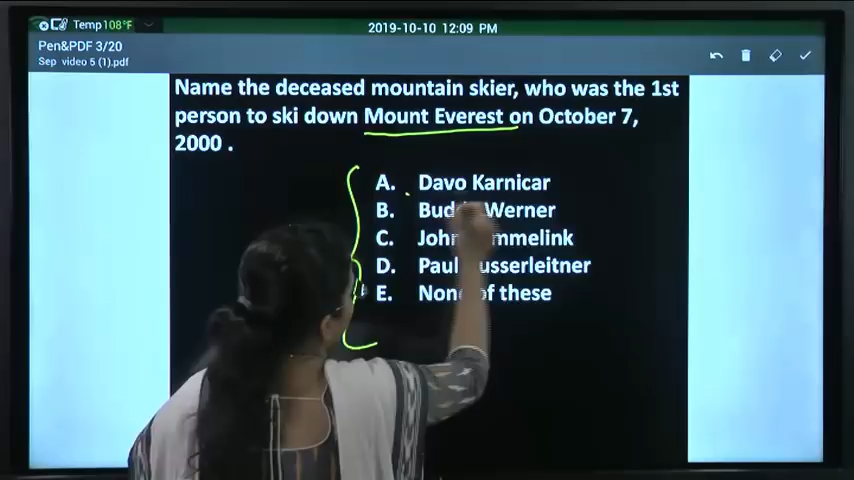 Temp108°F
2019-10-10 12:09 PM
Pen&PDF 3/20
Sep video 5 (1).pdf
Name the deceased mountain skier, who was the 1st
person to ski down Mount Everest on October 7,
2000 .
A. Davo Karnicar
B. Werner
C.
D. Paul
E. None of these